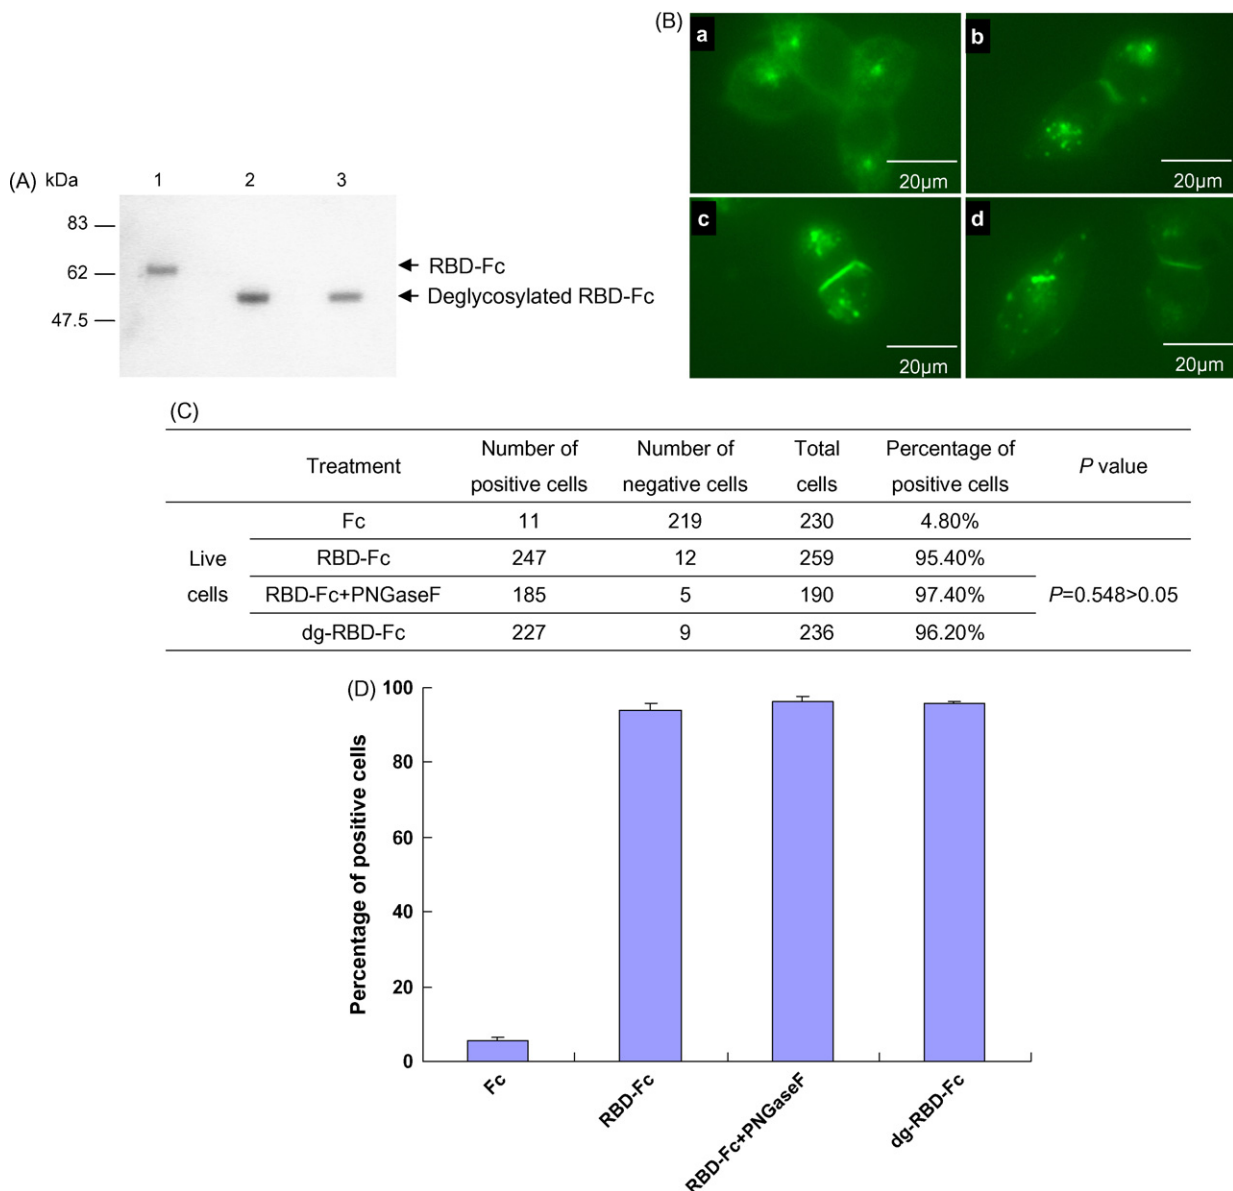 (A) kDa 1 2 3
83
62
47.5
RBD-Fc
Deglycosylated RBD-Fc
(B)
a
20μm
b
20μm
c
20μm
d
20μm
(C)
Treatment Number of positive cells Number of negative cells Total cells Percentage of positive cells P value
Live cells
Fc 11 219 230 4.80%
RBD-Fc 247 12 259 95.40%
RBD-Fc+PNGaseF 185 5 190 97.40%
dg-RBD-Fc 227 9 236 96.20%
P=0.548>0.05
(D)
Percentage of positive cells
100
80
60
40
20
0
Fc
RBD-Fc
RBD-Fc+PNGaseF
dg-RBD-Fc